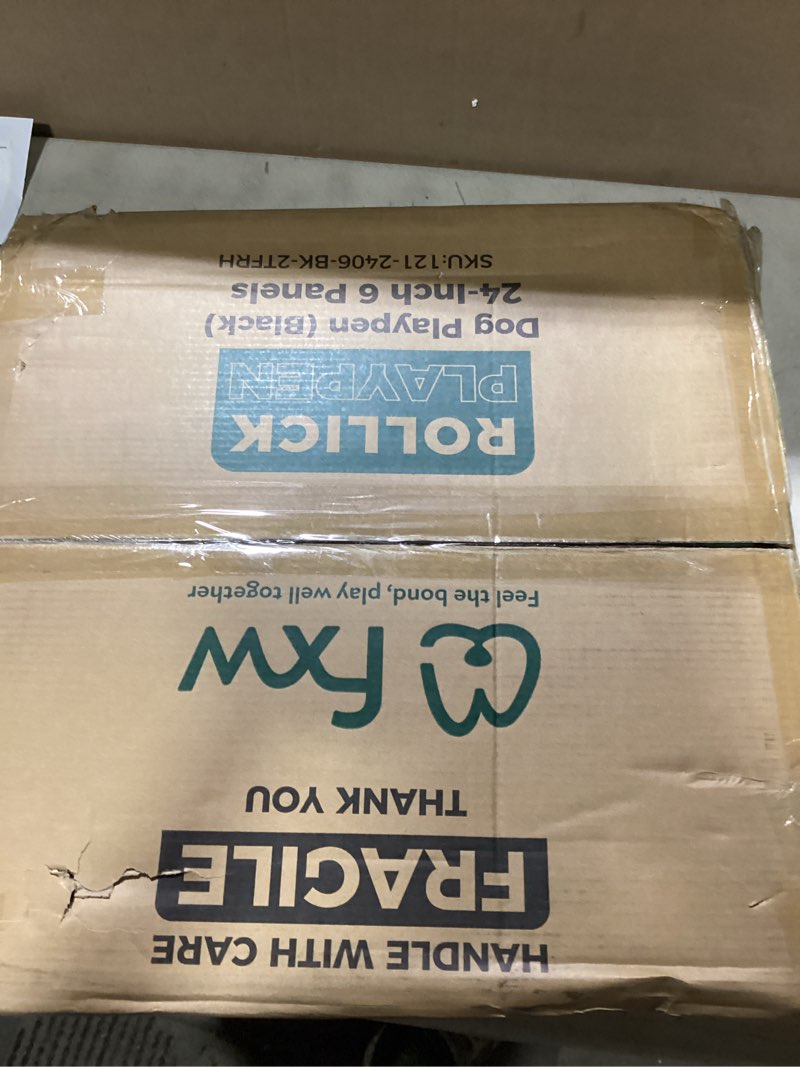 HANDLE WITH CARE
FRAGILE
THANK YOU
fxw
Feel the bond, play well together
ROLLICK
PLAYPEN
Dog Playpen (Black)
24-Inch 6 Panels
SKU:121-2406-BK-2TFRH